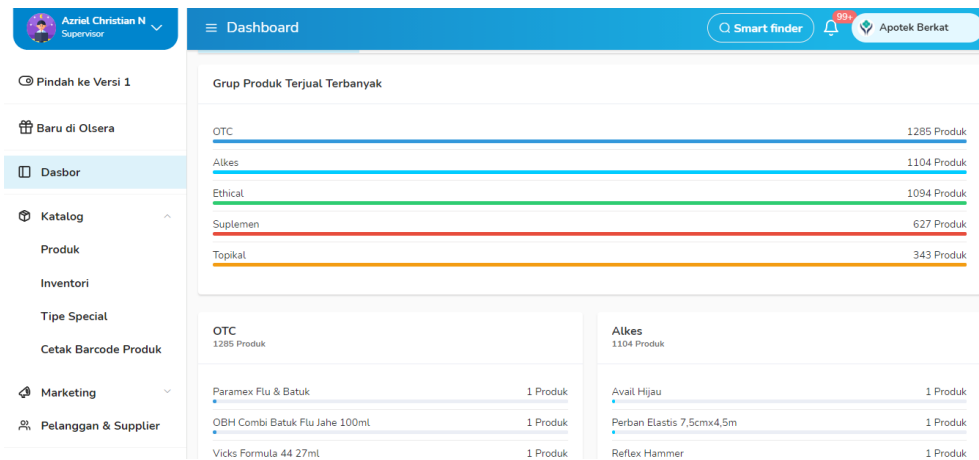 Azriel Christian N
Supervisor
Dashboard
Smart finder
99+
Apotek Berkat
Pindah ke Versi 1
Baru di Olsera
Dasbor
Katalog
Produk
Inventori
Tipe Special
Cetak Barcode Produk
Marketing
Pelanggan & Supplier
Grup Produk Terjual Terbanyak
OTC 1285 Produk
Alkes 1104 Produk
Ethical 1094 Produk
Suplemen 627 Produk
Topikal 343 Produk
OTC
1285 Produk
Paramex Flu & Batuk 1 Produk
OBH Combi Batuk Flu Jahe 100ml 1 Produk
Vicks Formula 44 27ml 1 Produk
Alkes
1104 Produk
Avail Hijau 1 Produk
Perban Elastis 7,5cmx4,5m 1 Produk
Reflex Hammer 1 Produk